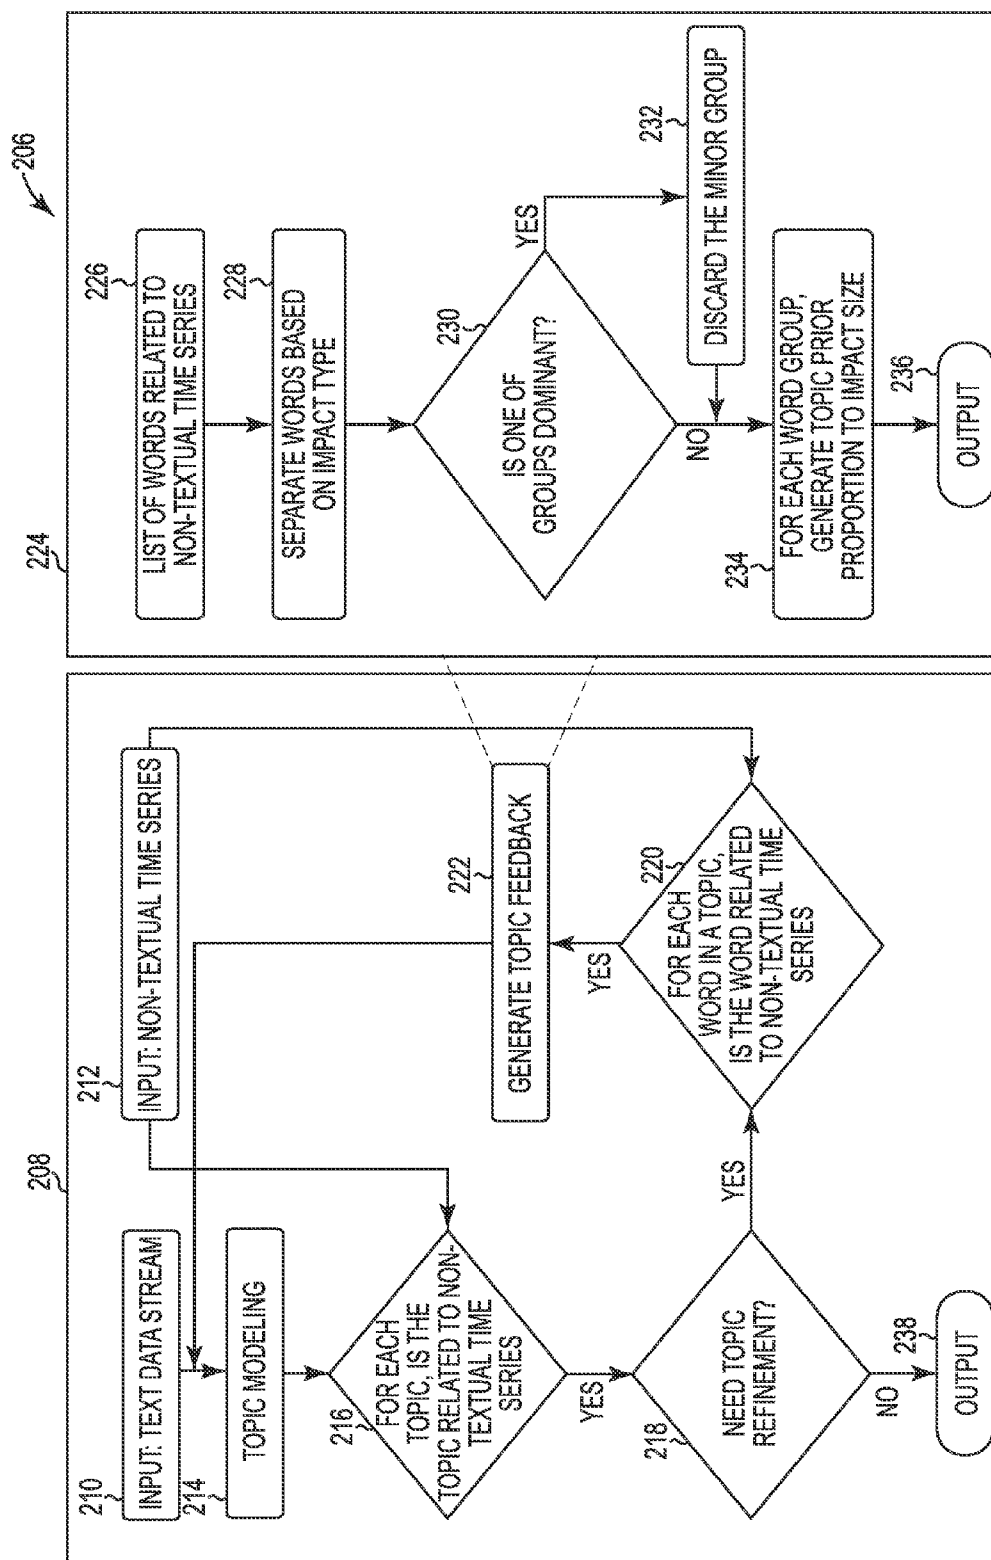 206
208
210
INPUT: TEXT DATA STREAM
212
INPUT: NON-TEXTUAL TIME SERIES
214
TOPIC MODELING
216
FOR EACH
TOPIC, IS THE
TOPIC RELATED TO NON-
TEXTUAL TIME
SERIES
YES
218
NEED TOPIC
REFINEMENT?
YES
NO
238
OUTPUT
220
FOR EACH
WORD IN A TOPIC,
IS THE WORD RELATED
TO NON-TEXTUAL TIME
SERIES
YES
222
GENERATE TOPIC FEEDBACK
224
226
LIST OF WORDS RELATED TO
NON-TEXTUAL TIME SERIES
228
SEPARATE WORDS BASED
ON IMPACT TYPE
230
IS ONE OF
GROUPS DOMINANT?
YES
232
DISCARD THE MINOR GROUP
NO
234
FOR EACH WORD GROUP,
GENERATE TOPIC PRIOR
PROPORTION TO IMPACT SIZE
236
OUTPUT